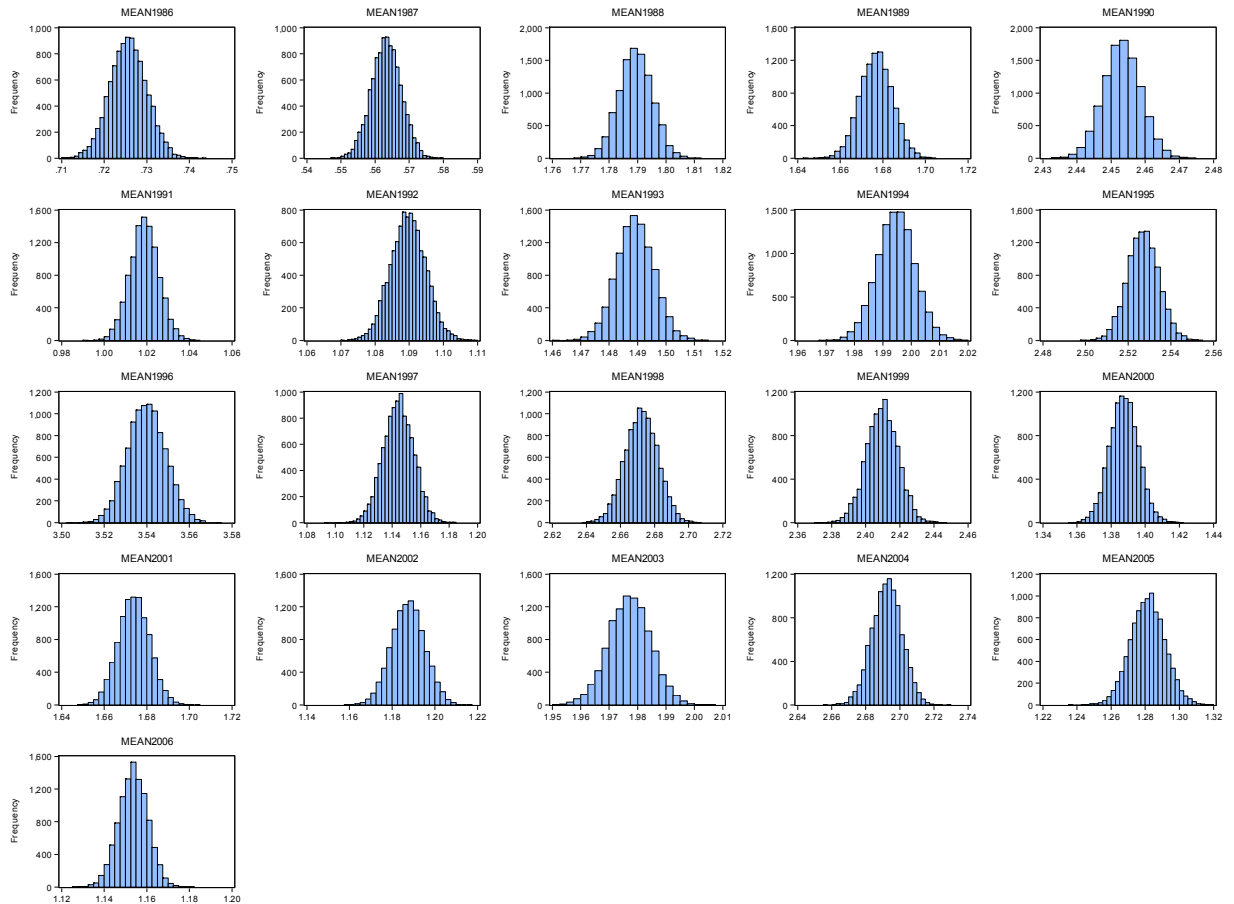 MEAN1986
Frequency
1,000
800
600
400
200
0
.71 .72 .73 .74 .75
MEAN1987
Frequency
1,000
800
600
400
200
0
.54 .55 .56 .57 .58 .59
MEAN1988
Frequency
2,000
1,500
1,000
500
0
1.76 1.77 1.78 1.79 1.80 1.81 1.82
MEAN1989
Frequency
1,600
1,200
800
400
0
1.64 1.66 1.68 1.70 1.72
MEAN1990
Frequency
2,000
1,500
1,000
500
0
2.43 2.44 2.45 2.46 2.47 2.48
MEAN1991
Frequency
1,600
1,200
800
400
0
0.98 1.00 1.02 1.04 1.06
MEAN1992
Frequency
800
600
400
200
0
1.06 1.07 1.08 1.09 1.10 1.11
MEAN1993
Frequency
1,600
1,200
800
400
0
1.46 1.47 1.48 1.49 1.50 1.51 1.52
MEAN1994
Frequency
1,500
1,000
500
0
1.96 1.97 1.98 1.99 2.00 2.01 2.02
MEAN1995
Frequency
1,600
1,200
800
400
0
2.48 2.50 2.52 2.54 2.56
MEAN1996
Frequency
1,200
1,000
800
600
400
200
0
3.50 3.52 3.54 3.56 3.58
MEAN1997
Frequency
1,000
800
600
400
200
0
1.08 1.10 1.12 1.14 1.16 1.18 1.20
MEAN1998
Frequency
1,200
1,000
800
600
400
200
0
2.62 2.64 2.66 2.68 2.70 2.72
MEAN1999
Frequency
1,200
800
400
0
2.36 2.38 2.40 2.42 2.44 2.46
MEAN2000
Frequency
1,200
800
400
0
1.34 1.36 1.38 1.40 1.42 1.44
MEAN2001
Frequency
1,600
1,200
800
400
0
1.64 1.66 1.68 1.70 1.72
MEAN2002
Frequency
1,600
1,200
800
400
0
1.14 1.16 1.18 1.20 1.22
MEAN2003
Frequency
1,600
1,200
800
400
0
1.95 1.96 1.97 1.98 1.99 2.00 2.01
MEAN2004
Frequency
1,200
800
400
0
2.64 2.66 2.68 2.70 2.72 2.74
MEAN2005
Frequency
1,200
1,000
800
600
400
200
0
1.22 1.24 1.26 1.28 1.30 1.32
MEAN2006
Frequency
1,600
1,200
800
400
0
1.12 1.14 1.16 1.18 1.20